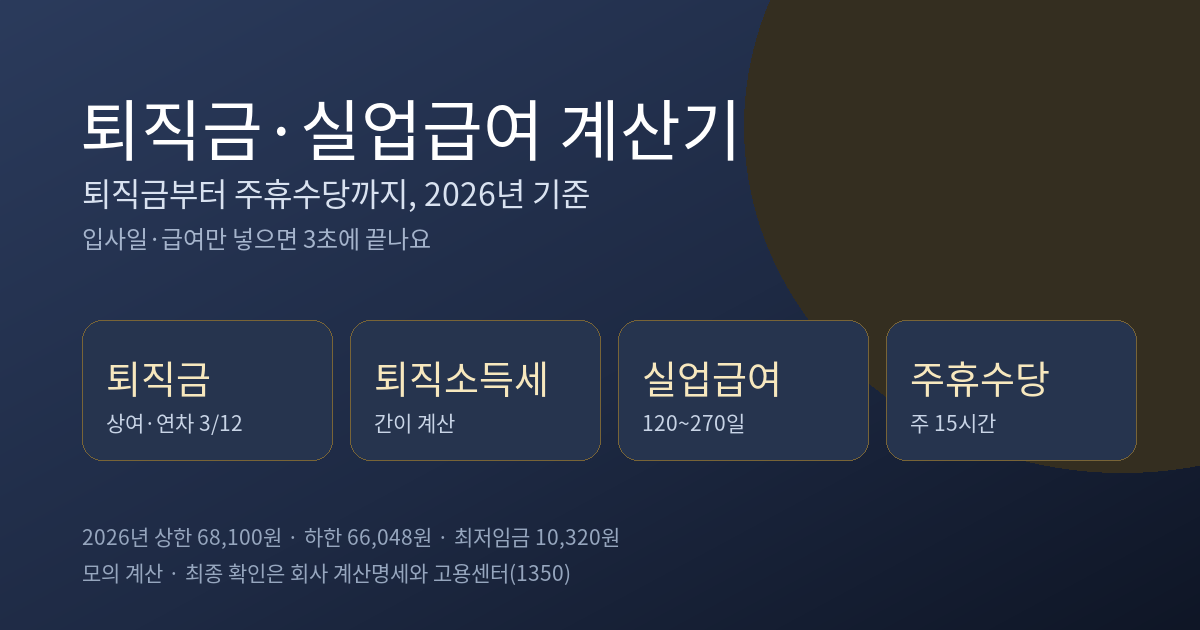 퇴직금·실업급여 계산기
퇴직금부터 주휴수당까지, 2026년 기준
입사일·급여만 넣으면 3초에 끝나요
퇴직금
상여·연차 3/12
퇴직소득세
간이 계산
실업급여
120~270일
주휴수당
주 15시간
2026년 상한 68,100원 · 하한 66,048원 · 최저임금 10,320원
모의 계산 · 최종 확인은 회사 계산명세와 고용센터(1350)